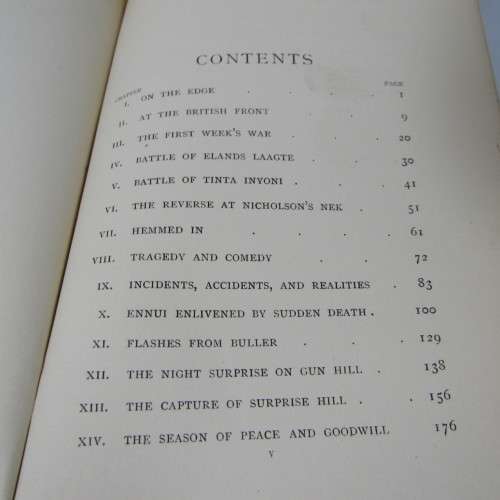 CONTENTS
CHAPTER PAGE
I. ON THE EDGE . . . . 1
II. AT THE BRITISH FRONT . . . 9
III. THE FIRST WEEK'S WAR . . . 20
IV. BATTLE OF ELANDS LAAGTE . . . 30
V. BATTLE OF TINTA INYONI . . . . 41
VI. THE REVERSE AT NICHOLSON'S NEK . . 51
VII. HEMMED IN . . . . 61
VIII. TRAGEDY AND COMEDY . . . 72
IX. INCIDENTS, ACCIDENTS, AND REALITIES . 83
X. ENNUI ENLIVENED BY SUDDEN DEATH . . 100
XI. FLASHES FROM BULLER . . . 129
XII. THE NIGHT SURPRISE ON GUN HILL . . 138
XIII. THE CAPTURE OF SURPRISE HILL . . 156
XIV. THE SEASON OF PEACE AND GOODWILL 176
V